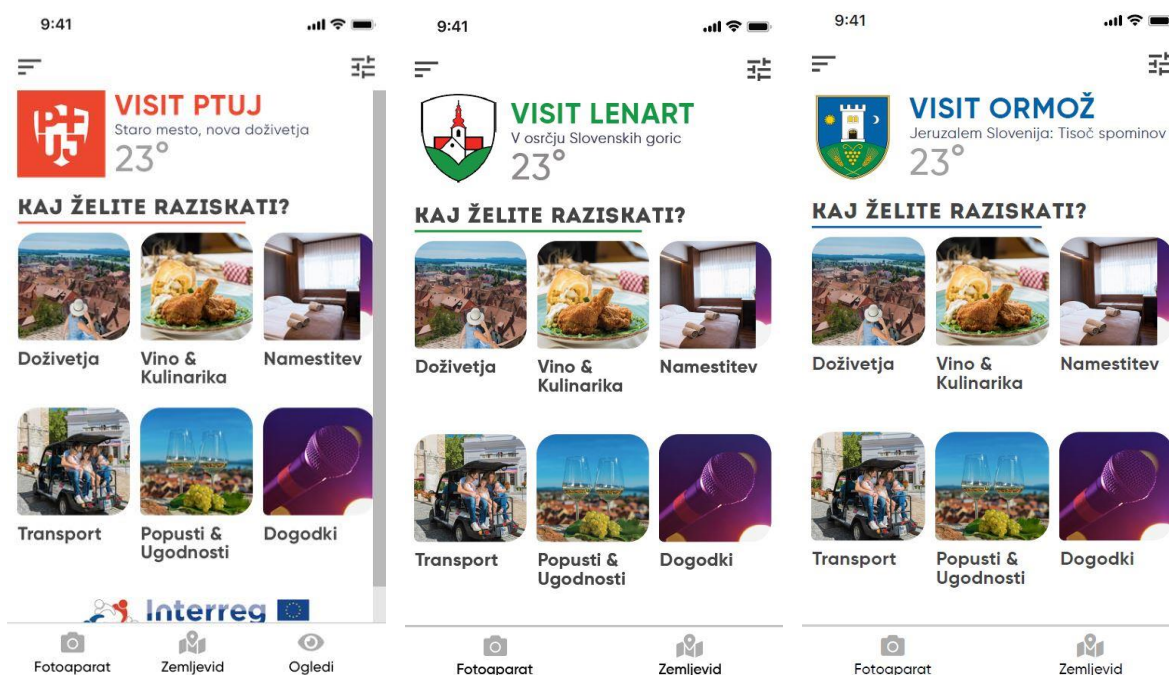 9:41
VISIT PTUJ
Staro mesto, nova doživetja
23°
KAJ ŽELITE RAZISKATI?
Doživetja
Vino &
Kulinarika
Namestitev
Transport
Popusti &
Ugodnosti
Dogodki
Interreg
Fotoaparat
Zemljevid
Ogledi
9:41
VISIT LENART
V osrčju Slovenskih goric
23°
KAJ ŽELITE RAZISKATI?
Doživetja
Vino &
Kulinarika
Namestitev
Transport
Popusti &
Ugodnosti
Dogodki
Fotoaparat
Zemljevid
9:41
VISIT ORMOŽ
Jeruzalem Slovenija: Tisoč spominov
23°
KAJ ŽELITE RAZISKATI?
Doživetja
Vino &
Kulinarika
Namestitev
Transport
Popusti &
Ugodnosti
Dogodki
Fotoaparat
Zemljevid